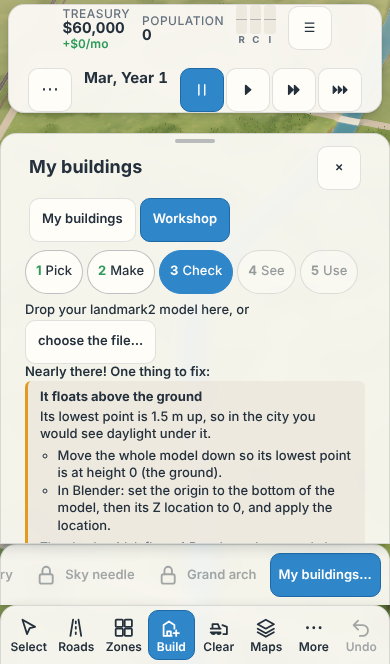 TREASURY
$60,000
+$0/mo
POPULATION
0
R C I
Mar, Year 1
My buildings
×
My buildings
Workshop
1 Pick
2 Make
3 Check
4 See
5 Use
Drop your landmark2 model here, or
choose the file...
Nearly there! One thing to fix:
It floats above the ground
Its lowest point is 1.5 m up, so in the city you
would see daylight under it.
Move the whole model down so its lowest point
is at height 0 (the ground).
In Blender: set the origin to the bottom of the
model, then its Z location to 0, and apply the
location.
ry
Sky needle
Grand arch
My buildings...
Select
Roads
Zones
Build
Clear
Maps
More
Undo